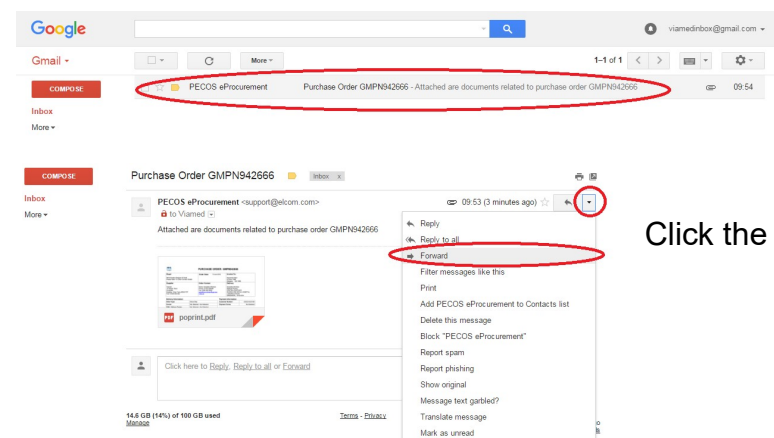 Google
viamedinbox@gmail.com
Gmail
More
1–1 of 1
COMPOSE
PECOS eProcurement Purchase Order GMPN942666 - Attached are documents related to purchase order GMPN942666 09:54
Inbox
More
COMPOSE
Purchase Order GMPN942666 Inbox x
Inbox
More
PECOS eProcurement <support@elcom.com> 09:53 (3 minutes ago)
to Viamed
Attached are documents related to purchase order GMPN942666
Reply
Click the
Reply to all
Forward
Filter messages like this
Print
Add PECOS eProcurement to Contacts list
Delete this message
Block "PECOS eProcurement"
Report spam
Report phishing
Show original
Message text garbled?
Translate message
Mark as unread
PDF poprint.pdf
Click here to Reply, Reply to all or Forward
14.6 GB (14%) of 100 GB used
Manage
Terms - Privacy